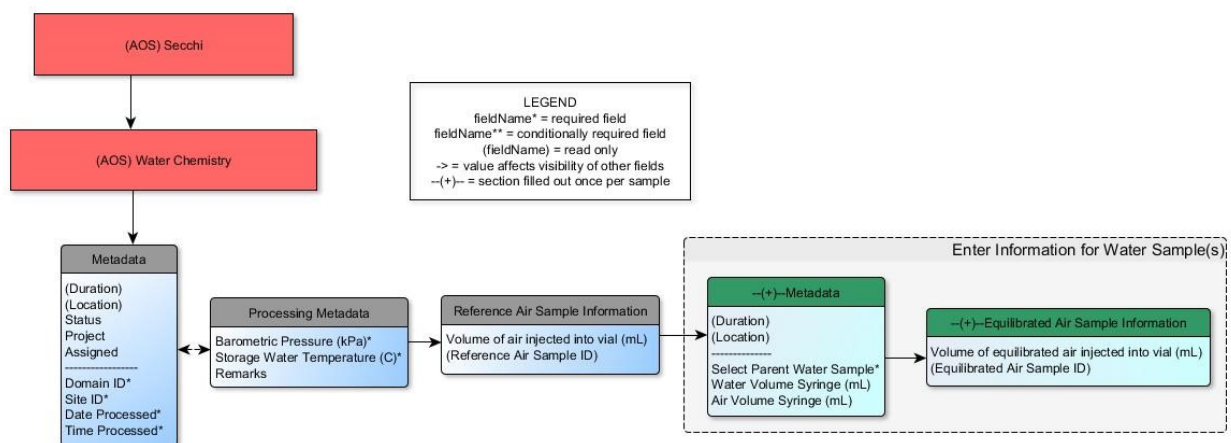 (AOS) Secchi
(AOS) Water Chemistry
LEGEND
fieldName* = required field
fieldName** = conditionally required field
(fieldName) = read only
-> = value affects visibility of other fields
--(+)-- = section filled out once per sample
Metadata
(Duration)
(Location)
Status
Project
Assigned
------------------
Domain ID*
Site ID*
Date Processed*
Time Processed*
Processing Metadata
Barometric Pressure (kPa)*
Storage Water Temperature (C)*
Remarks
Reference Air Sample Information
Volume of air injected into vial (mL)
(Reference Air Sample ID)
Enter Information for Water Sample(s)
--(+)--Metadata
(Duration)
(Location)
--------------
Select Parent Water Sample*
Water Volume Syringe (mL)
Air Volume Syringe (mL)
--(+)--Equilibrated Air Sample Information
Volume of equilibrated air injected into vial (mL)
(Equilibrated Air Sample ID)